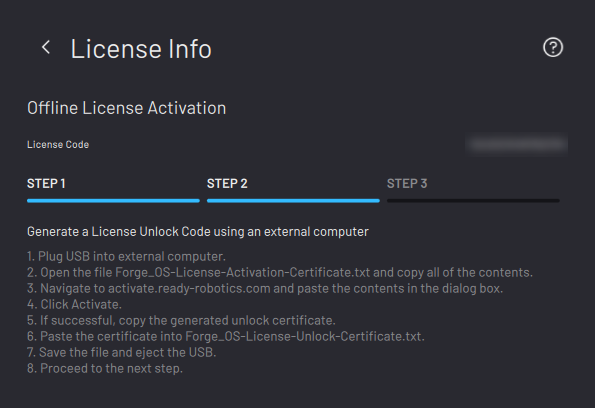 License Info
Offline License Activation
License Code
STEP 1 STEP 2 STEP 3
Generate a License Unlock Code using an external computer
1. Plug USB into external computer.
2. Open the file Forge_OS-License-Activation-Certificate.txt and copy all of the contents.
3. Navigate to activate.ready-robotics.com and paste the contents in the dialog box.
4. Click Activate.
5. If successful, copy the generated unlock certificate.
6. Paste the certificate into Forge_OS-License-Unlock-Certificate.txt.
7. Save the file and eject the USB.
8. Proceed to the next step.